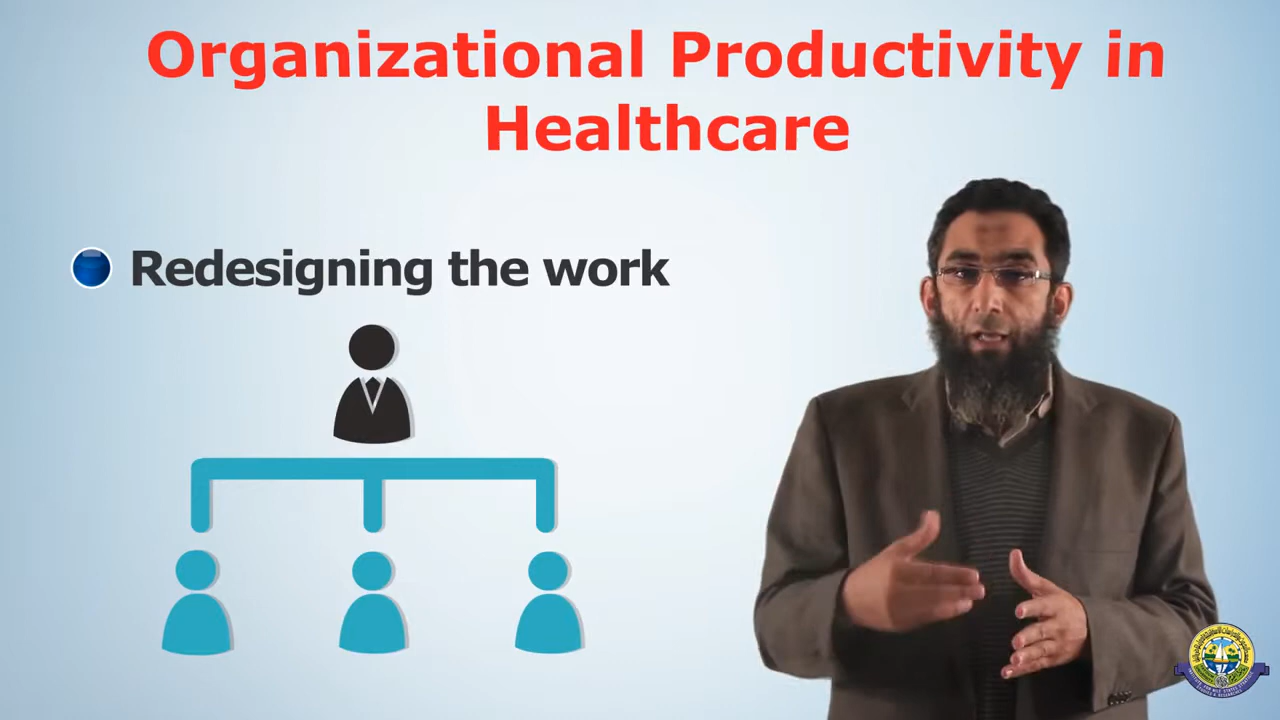 Organizational Productivity in
Healthcare
Redesigning the work